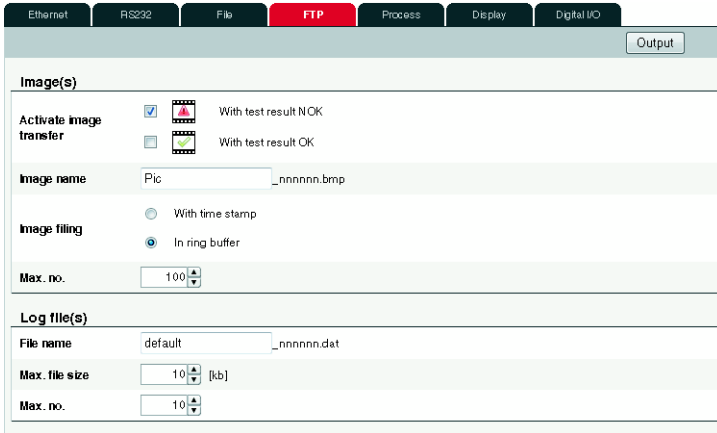 Ethernet RS232 File FTP Process Display Digital I/O
Output
Image(s)
Activate image transfer
With test result NOK
With test result OK
Image name Pic _nnnnnn.bmp
Image filing
With time stamp
In ring buffer
Max. no. 100
Log file(s)
File name default _nnnnnn.dat
Max. file size 10 [kb]
Max. no. 10